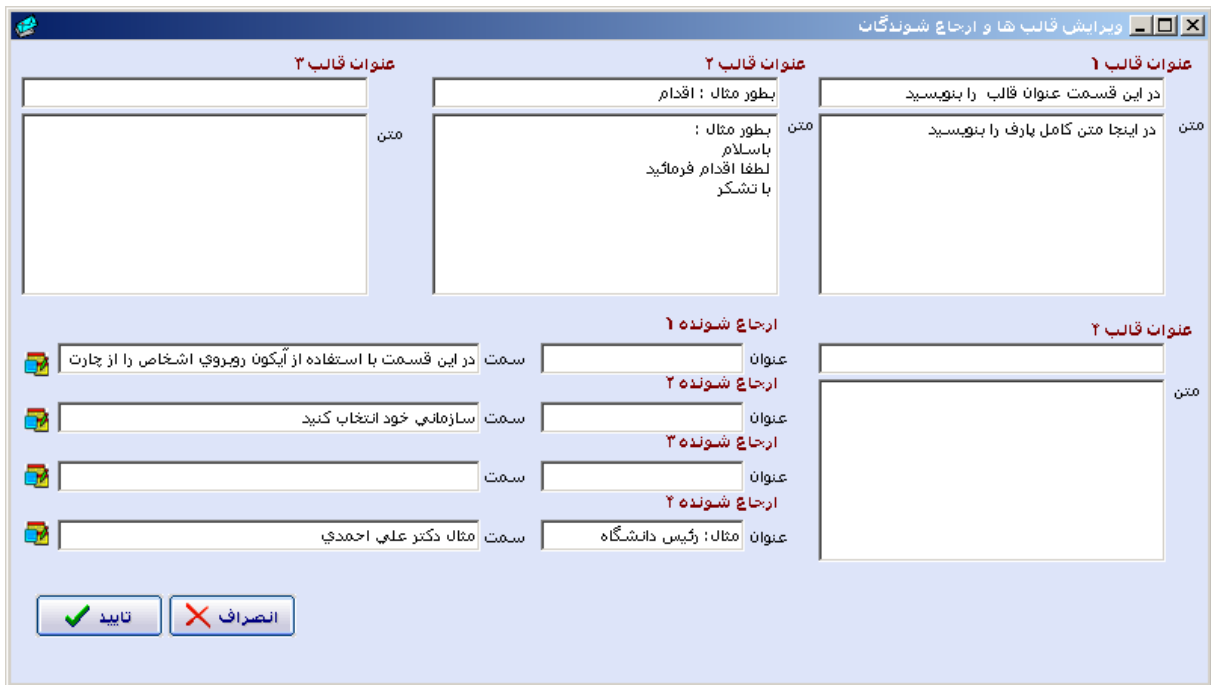 ویرایش قالب ها و ارجاع شوندگان
عنوان قالب ۱
عنوان قالب ۲
عنوان قالب ۳
در این قسمت عنوان قالب را بنویسید
بطور مثال : اقدام
متن
در اینجا متن کامل پارف را بنویسید
متن
بطور مثال :
باسلام
لطفا اقدام فرمائید
با تشکر
متن
عنوان قالب ۴
متن
ارجاع شونده ۱
عنوان
سمت
در این قسمت با استفاده از آیکون روبروي اشخاص را از چارت
ارجاع شونده ۲
عنوان
سمت
سازماني خود انتخاب کنید
ارجاع شونده ۳
عنوان
سمت
ارجاع شونده ۴
عنوان
مثال: رئیس دانشگاه
سمت
مثال دکتر علي احمدي
انصراف
تایید